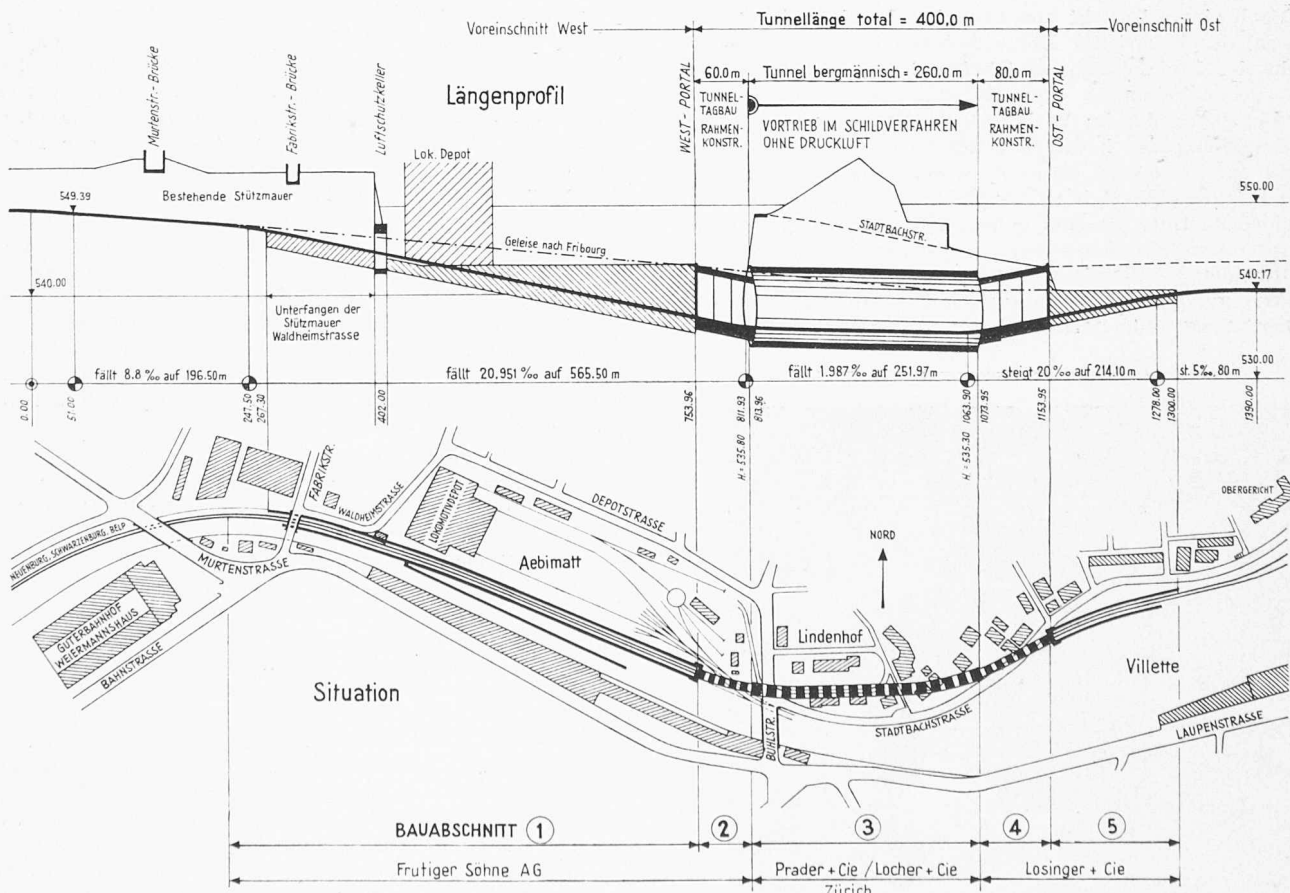 Voreinschnitt West
Tunnellänge total = 400,0 m
Voreinschnitt Ost
60.0 m
Tunnel bergmännisch = 260,0 m
80.0 m
WEST - PORTAL
TUNNEL-
TAGBAU
RAHMEN-
KONSTR.
VORTRIEB IM SCHILDVERFAHREN
OHNE DRUCKLUFT
TUNNEL-
TAGBAU
RAHMEN-
KONSTR.
OST - PORTAL
Längenprofil
Murtenstr. - Brücke
Fabrikstr. - Brücke
Luftschutzkeller
Lok. Depot
549.39
Bestehende Stützmauer
550.00
STADTBACHSTR.
Geleise nach Fribourg
540.00
540.17
Unterfangen der
Stützmauer
Waldheimstrasse
530.00
fällt 8.8 ‰ auf 196.50 m
fällt 20,951 ‰ auf 565.50 m
fällt 1.987 ‰ auf 251.97 m
steigt 20 ‰ auf 214.10 m
st. 5‰, 80 m
0.00
51.00
247.50
267.30
402.00
753.96
H = 535.80
811.93
813.96
H = 535.30
1063.90
1073.95
1153.95
1278.00
1300.00
1390.00
NEUENBURG, SCHWARZENBURG, BELP
FABRIKSTR.
WALDHEIMSTRASSE
LOKOMOTIVDEPOT
DEPOTSTRASSE
NORD
OBERGERICHT
MURTENSTRASSE
Aebimatt
GÜTERBAHNHOF
WEIERMANNSHAUS
BAHNSTRASSE
Lindenhof
Situation
Villette
BÜHLSTR.
STADTBACHSTRASSE
LAUPENSTRASSE
BAUABSCHNITT 1
2
3
4
5
Frutiger Söhne AG
Prader + Cie / Locher + Cie
Zürich
Losinger + Cie